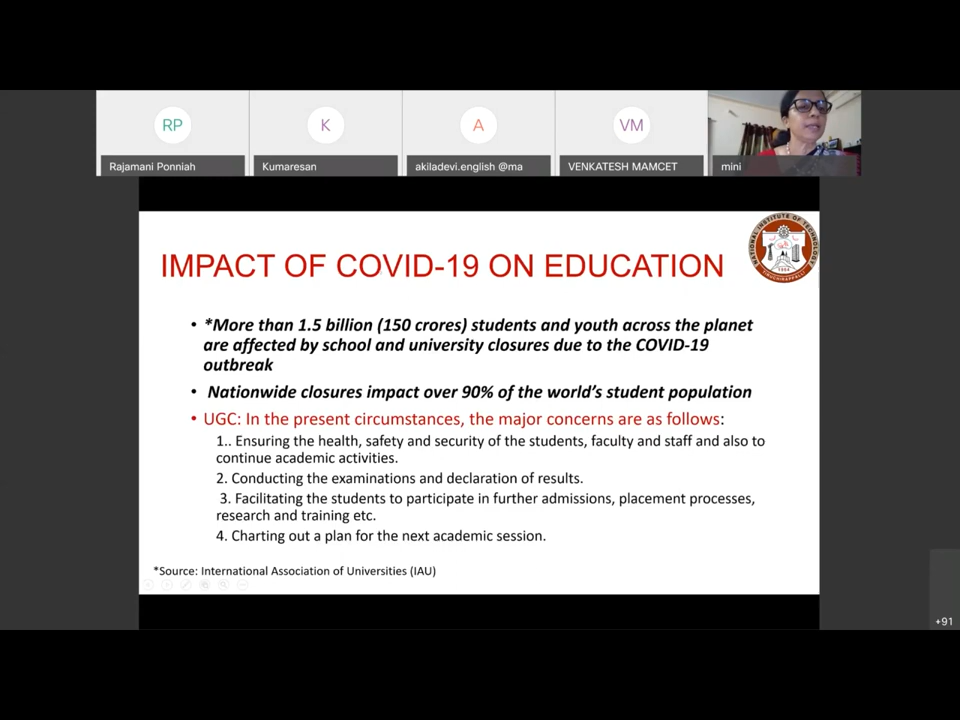 RP
K
A
VM
Rajamani Ponniah
Kumaresan
akiladevi.english @ma
VENKATESH MAMCET
mini
IMPACT OF COVID-19 ON EDUCATION
NATIONAL INSTITUTE OF TECHNOLOGY
TIRUCHIRAPPALLI
1964
• *More than 1.5 billion (150 crores) students and youth across the planet
are affected by school and university closures due to the COVID-19
outbreak
• Nationwide closures impact over 90% of the world's student population
• UGC: In the present circumstances, the major concerns are as follows:
1.. Ensuring the health, safety and security of the students, faculty and staff and also to
continue academic activities.
2. Conducting the examinations and declaration of results.
3. Facilitating the students to participate in further admissions, placement processes,
research and training etc.
4. Charting out a plan for the next academic session.
*Source: International Association of Universities (IAU)
+91